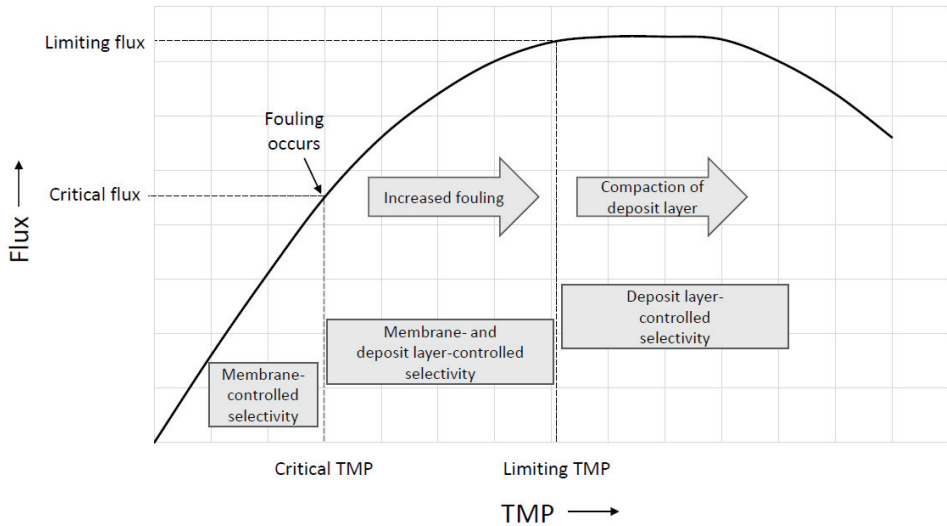 Limiting flux
Fouling
occurs
Critical flux
Flux
Increased fouling
Compaction of
deposit layer
Deposit layer-
controlled
selectivity
Membrane- and
deposit layer-controlled
selectivity
Membrane-
controlled
selectivity
Critical TMP
Limiting TMP
TMP